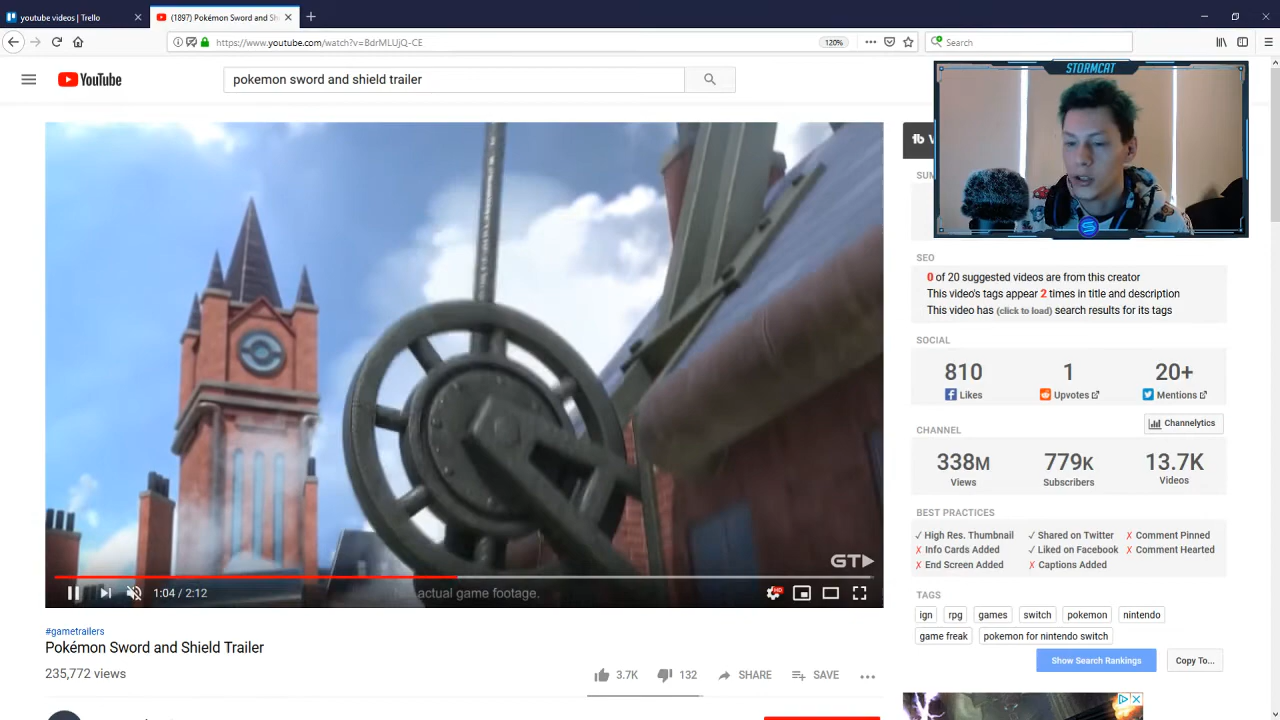 youtube videos | Trello
(1897) Pokémon Sword and Sh
https://www.youtube.com/watch?v=BdrMLUjQ-CE
120%
Search
YouTube
pokemon sword and shield trailer
STORMCAT
tb V
SUM
SEO
0 of 20 suggested videos are from this creator
This video's tags appear 2 times in title and description
This video has (click to load) search results for its tags
SOCIAL
810
1
20+
Likes
Upvotes
Mentions
Channelytics
CHANNEL
338M
779K
13.7K
Views
Subscribers
Videos
BEST PRACTICES
✓ High Res. Thumbnail
✓ Shared on Twitter
✗ Comment Pinned
✗ Info Cards Added
✓ Liked on Facebook
✗ Comment Hearted
✗ End Screen Added
✗ Captions Added
TAGS
ign
rpg
games
switch
pokemon
nintendo
game freak
pokemon for nintendo switch
Show Search Rankings
Copy To...
GT
1:04 / 2:12
actual game footage.
HD
#gametrailers
Pokémon Sword and Shield Trailer
235,772 views
3.7K
132
SHARE
SAVE